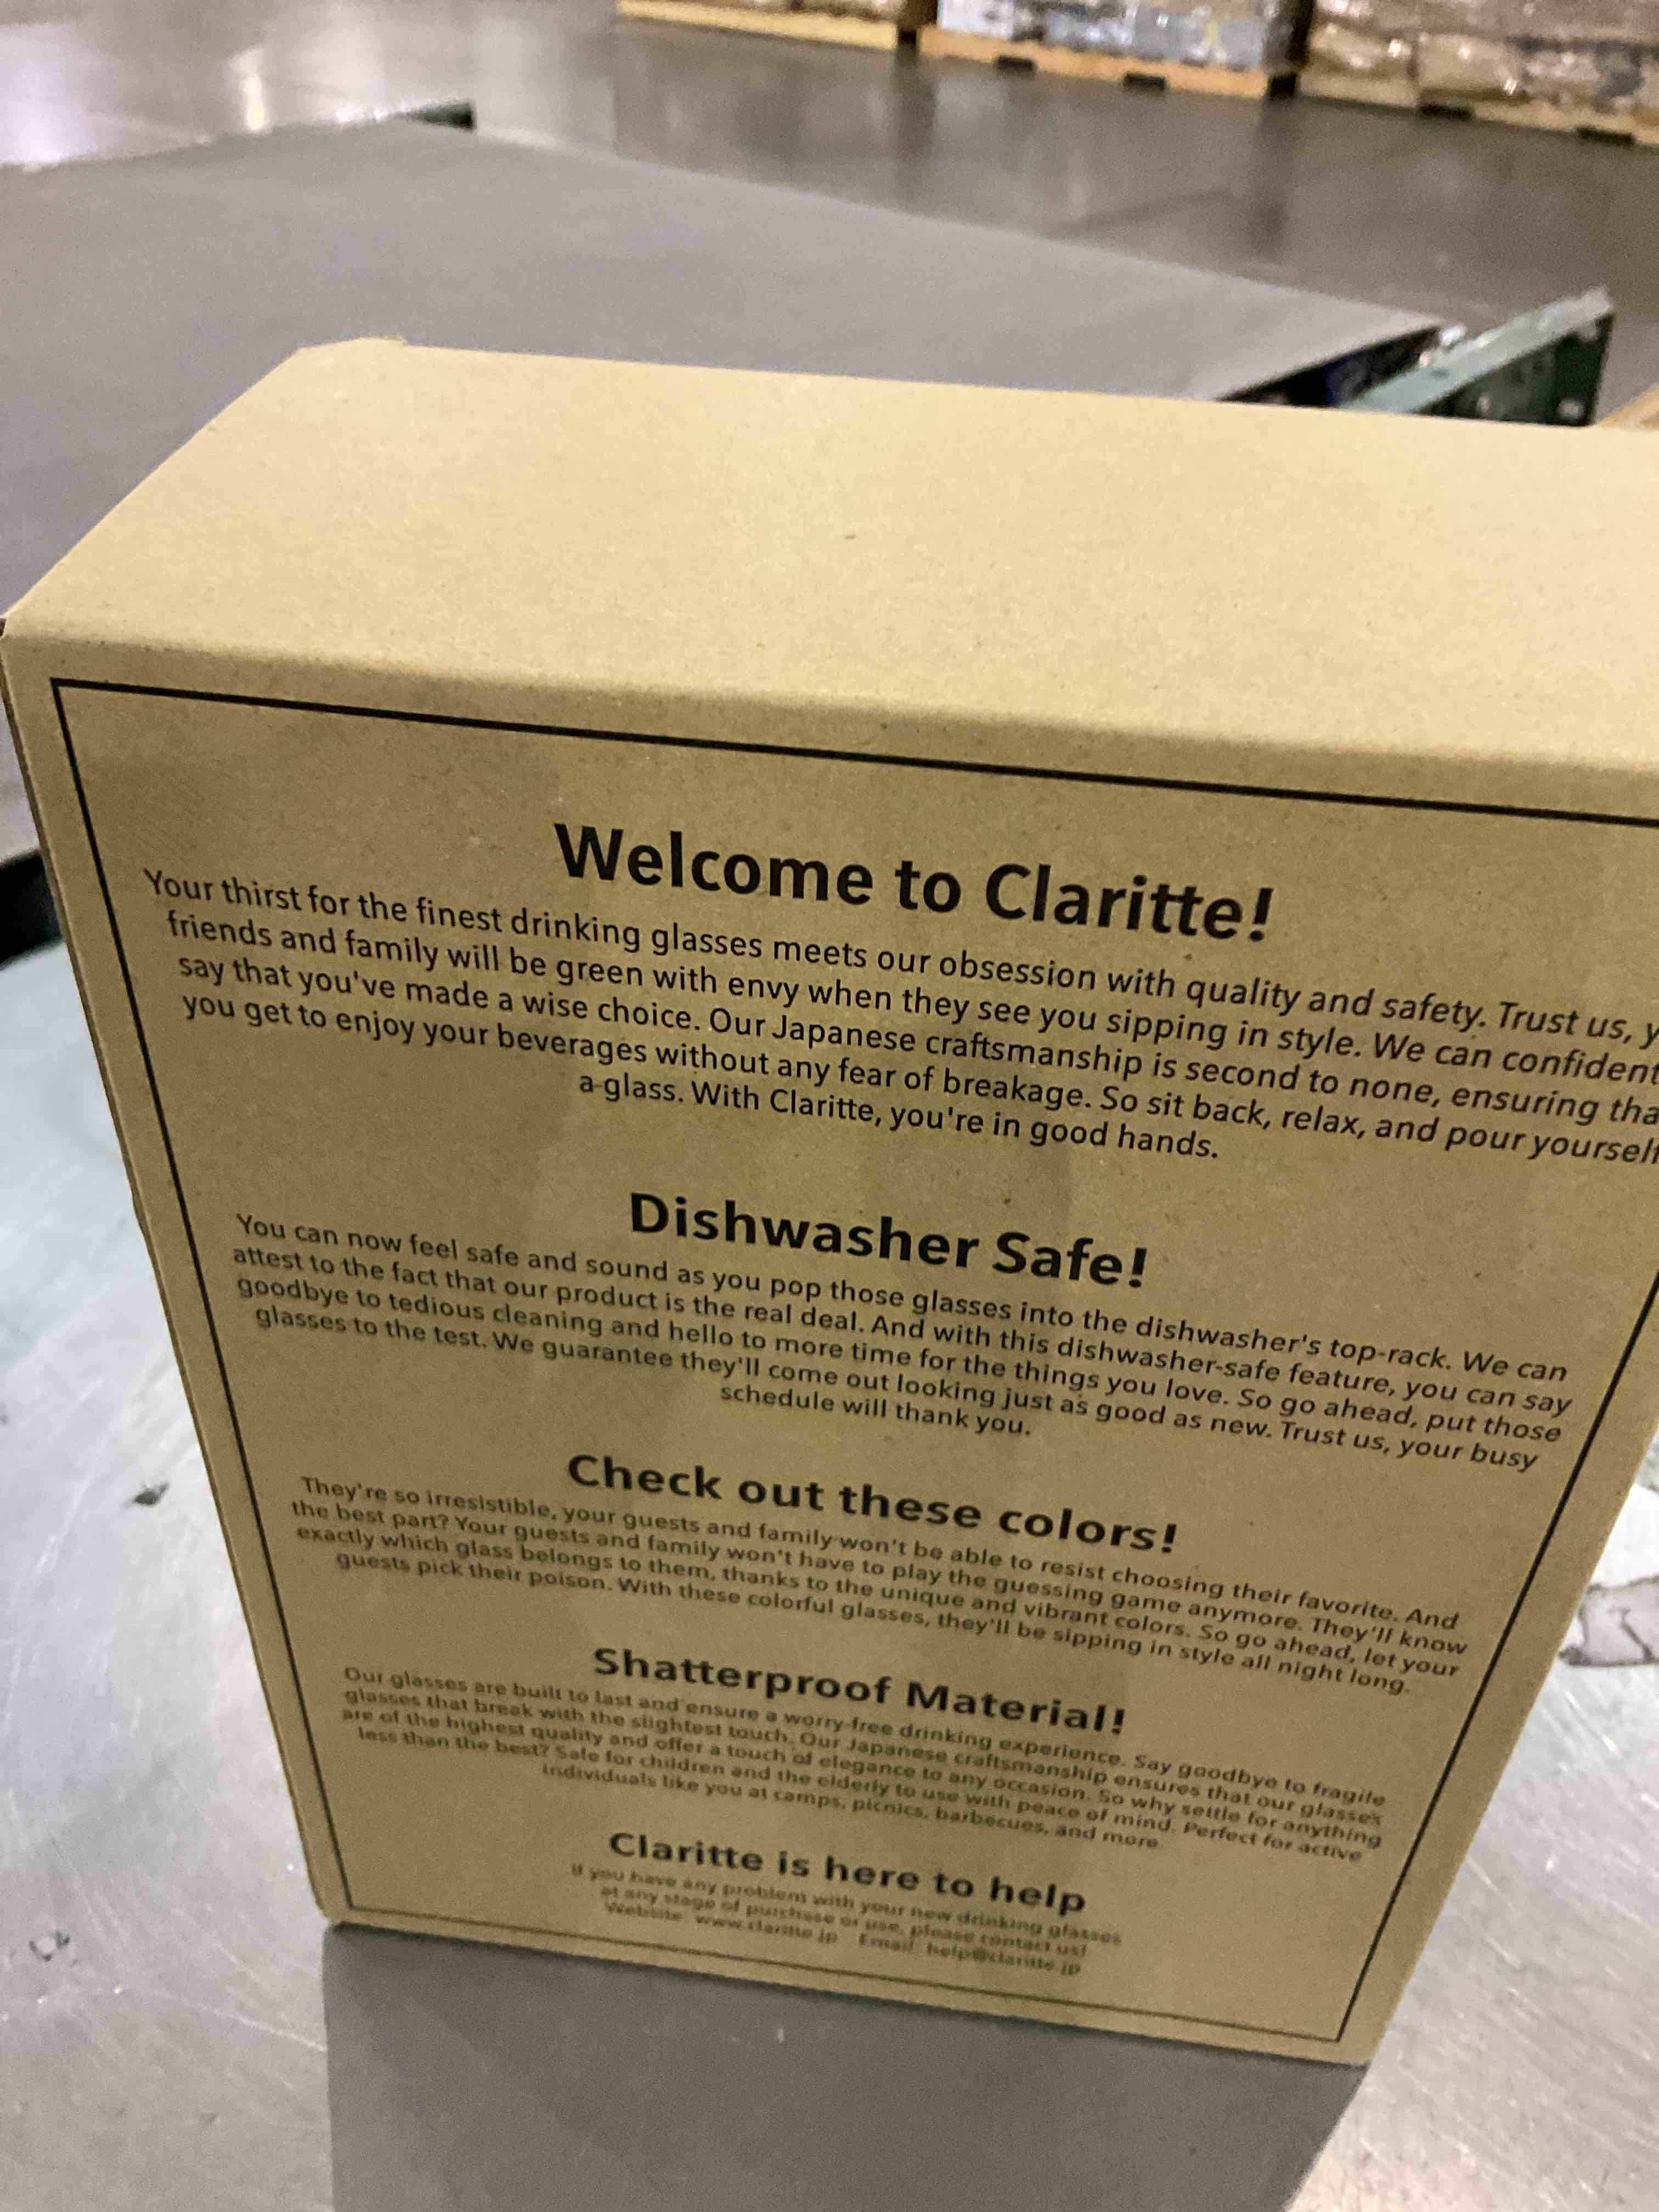 Welcome to Claritte!
Your thirst for the finest drinking glasses meets our obsession with quality and safety. Trust us, y
friends and family will be green with envy when they see you sipping in style. We can confident
say that you've made a wise choice. Our Japanese craftsmanship is second to none, ensuring tha
you get to enjoy your beverages without any fear of breakage. So sit back, relax, and pour yourself
a glass. With Claritte, you're in good hands.
Dishwasher Safe!
You can now feel safe and sound as you pop those glasses into the dishwasher's top-rack. We can
attest to the fact that our product is the real deal. And with this dishwasher-safe feature, you can say
goodbye to tedious cleaning and hello to more time for the things you love. So go ahead, put those
glasses to the test. We guarantee they'll come out looking just as good as new. Trust us, your busy
schedule will thank you.
Check out these colors!
They're so irresistible, your guests and family won't be able to resist choosing their favorite. And
the best part? Your guests and family won't have to play the guessing game anymore. They'll know
exactly which glass belongs to them, thanks to the unique and vibrant colors. So go ahead, let your
guests pick their poison. With these colorful glasses, they'll be sipping in style all night long.
Shatterproof Material!
Our glasses are built to last and ensure a worry-free drinking experience. Say goodbye to fragile
glasses that break with the slightest touch. Our Japanese craftsmanship ensures that our glasses
are of the highest quality and offer a touch of elegance to any occasion. So why settle for anything
less than the best? Safe for children and the elderly to use with peace of mind. Perfect for active
individuals like you at camps, picnics, barbecues, and more.
Claritte is here to help
If you have any problem with your new drinking glasses
at any stage of purchase or use, please contact us!
Website: www.claritte.jp Email: help@claritte.jp